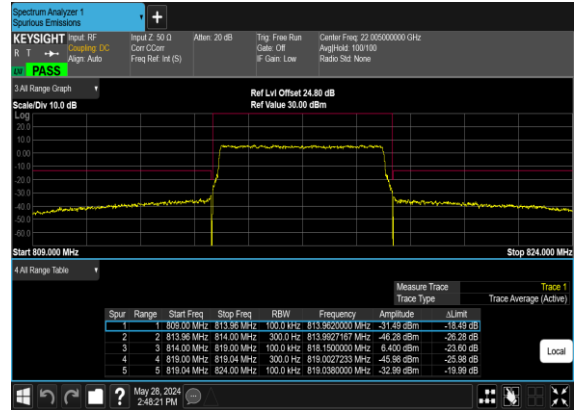 Spectrum Analyzer 1
Spurious Emissions
+
KEYSIGHT Input: RF Input Z: 50 Ω Atten: 20 dB Trig: Free Run Center Freq: 22.005000000 GHz
R T Coupling: DC Corr CCorr Gate: Off Avg|Hold: 100/100
Align: Auto Freq Ref: Int (S) IF Gain: Low Radio Std: None
LM PASS
3 All Range Graph
Ref Lvl Offset 24.80 dB
Scale/Div 10.0 dB Ref Value 30.00 dBm
Log
20.0
10.0
0.00
-10.0
-20.0
-30.0
-40.0
-50.0
-60.0
Start 809.000 MHz Stop 824.000 MHz
4 All Range Table
Measure Trace Trace 1
Trace Type Trace Average (Active)
Spur Range Start Freq Stop Freq RBW Frequency Amplitude ΔLimit
1 1 809.00 MHz 813.96 MHz 100.0 kHz 813.9620000 MHz -31.49 dBm -18.49 dB
2 2 813.96 MHz 814.00 MHz 300.0 Hz 813.9927167 MHz -46.28 dBm -26.28 dB
3 3 814.00 MHz 819.00 MHz 100.0 kHz 818.1500000 MHz 6.400 dBm -23.60 dB
4 4 819.00 MHz 819.04 MHz 300.0 Hz 819.0027233 MHz -45.98 dBm -25.98 dB
5 5 819.04 MHz 824.00 MHz 100.0 kHz 819.0380000 MHz -32.99 dBm -19.99 dB
Local
?
May 28, 2024
2:48:21 PM